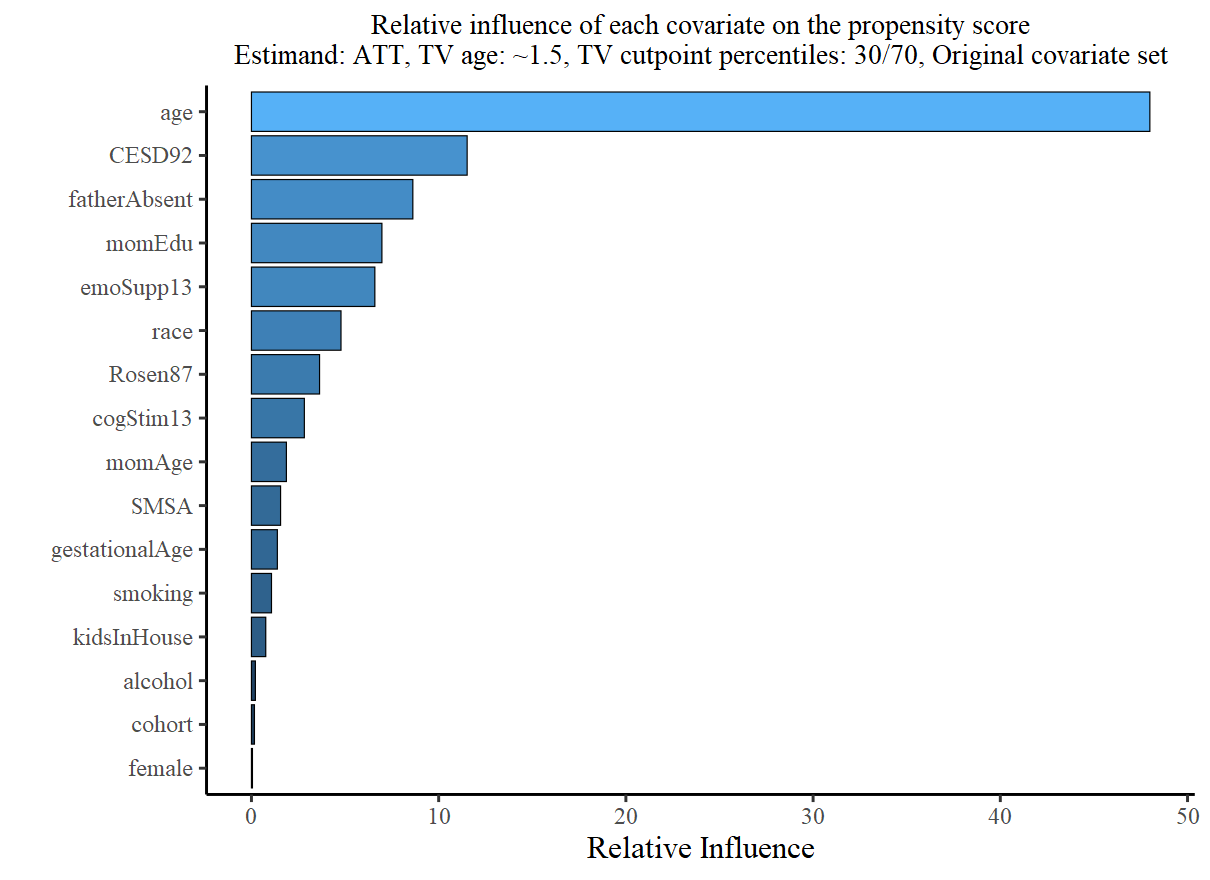 Relative influence of each covariate on the propensity score
Estimand: ATT, TV age: ~1.5, TV cutpoint percentiles: 30/70, Original covariate set
age
CESD92
fatherAbsent
momEdu
emoSupp13
race
Rosen87
cogStim13
momAge
SMSA
gestationalAge
smoking
kidsInHouse
alcohol
cohort
female
0 10 20 30 40 50
Relative Influence